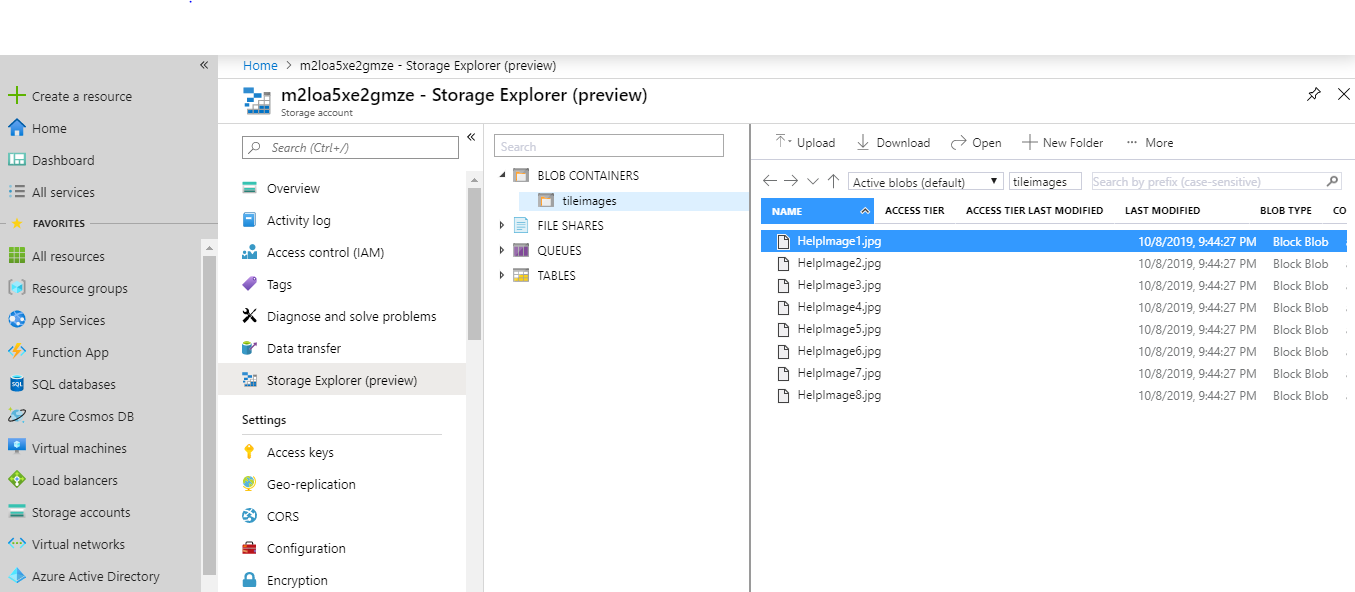 «
Create a resource
Home
Dashboard
All services
FAVORITES
All resources
Resource groups
App Services
Function App
SQL databases
Azure Cosmos DB
Virtual machines
Load balancers
Storage accounts
Virtual networks
Azure Active Directory
Home > m2loa5xe2gmze - Storage Explorer (preview)
m2loa5xe2gmze - Storage Explorer (preview)
Storage account
Search (Ctrl+/)
«
Overview
Activity log
Access control (IAM)
Tags
Diagnose and solve problems
Data transfer
Storage Explorer (preview)
Settings
Access keys
Geo-replication
CORS
Configuration
Encryption
Search
BLOB CONTAINERS
tileimages
FILE SHARES
QUEUES
TABLES
Upload Download Open New Folder ··· More
Active blobs (default) tileimages Search by prefix (case-sensitive)
NAME ACCESS TIER ACCESS TIER LAST MODIFIED LAST MODIFIED BLOB TYPE CO
HelpImage1.jpg 10/8/2019, 9:44:27 PM Block Blob
HelpImage2.jpg 10/8/2019, 9:44:27 PM Block Blob
HelpImage3.jpg 10/8/2019, 9:44:27 PM Block Blob
HelpImage4.jpg 10/8/2019, 9:44:27 PM Block Blob
HelpImage5.jpg 10/8/2019, 9:44:27 PM Block Blob
HelpImage6.jpg 10/8/2019, 9:44:27 PM Block Blob
HelpImage7.jpg 10/8/2019, 9:44:27 PM Block Blob
HelpImage8.jpg 10/8/2019, 9:44:27 PM Block Blob